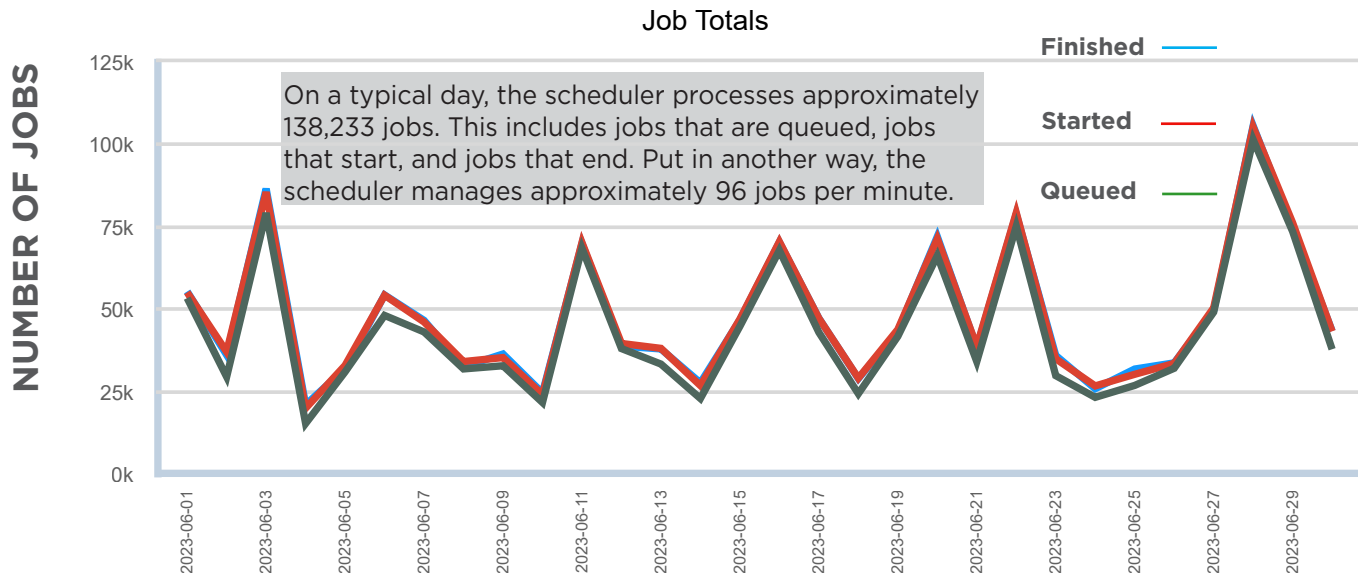 Job Totals
NUMBER OF JOBS
Finished
Started
Queued
125k
100k
75k
50k
25k
0k
On a typical day, the scheduler processes approximately
138,233 jobs. This includes jobs that are queued, jobs
that start, and jobs that end. Put in another way, the
scheduler manages approximately 96 jobs per minute.
2023-06-01
2023-06-03
2023-06-05
2023-06-07
2023-06-09
2023-06-11
2023-06-13
2023-06-15
2023-06-17
2023-06-19
2023-06-21
2023-06-23
2023-06-25
2023-06-27
2023-06-29